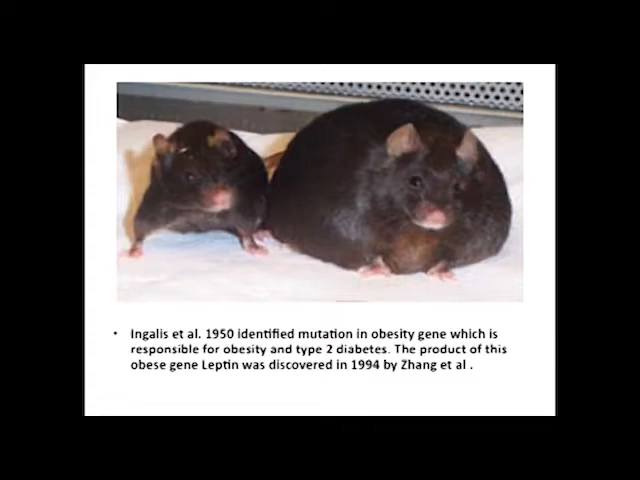 • Ingalis et al. 1950 identified mutation in obesity gene which is
responsible for obesity and type 2 diabetes. The product of this
obese gene Leptin was discovered in 1994 by Zhang et al .